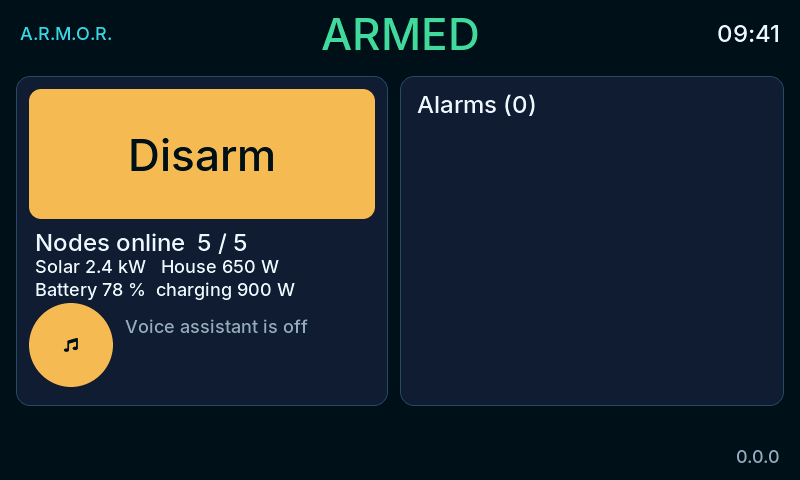 A.R.M.O.R.
ARMED
09:41
Disarm
Nodes online 5 / 5
Solar 2.4 kW House 650 W
Battery 78 % charging 900 W
Voice assistant is off
Alarms (0)
0.0.0